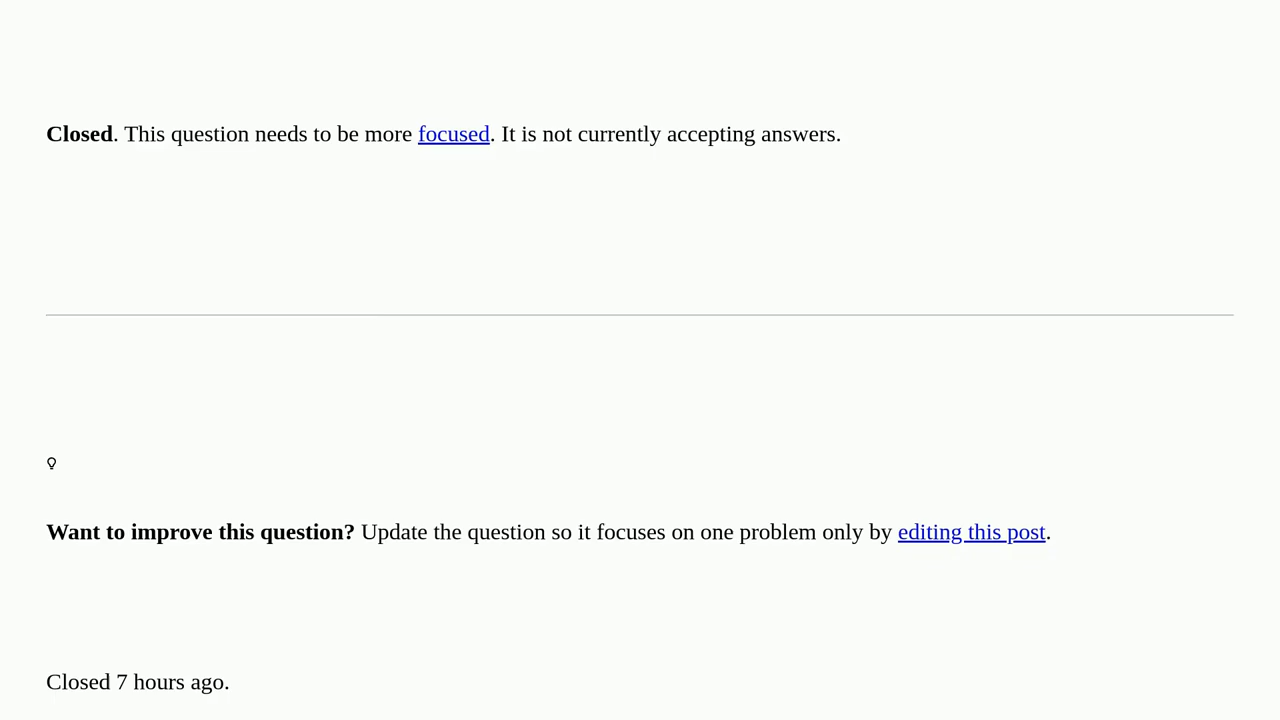 Closed. This question needs to be more focused. It is not currently accepting answers.
Want to improve this question? Update the question so it focuses on one problem only by editing this post.
Closed 7 hours ago.